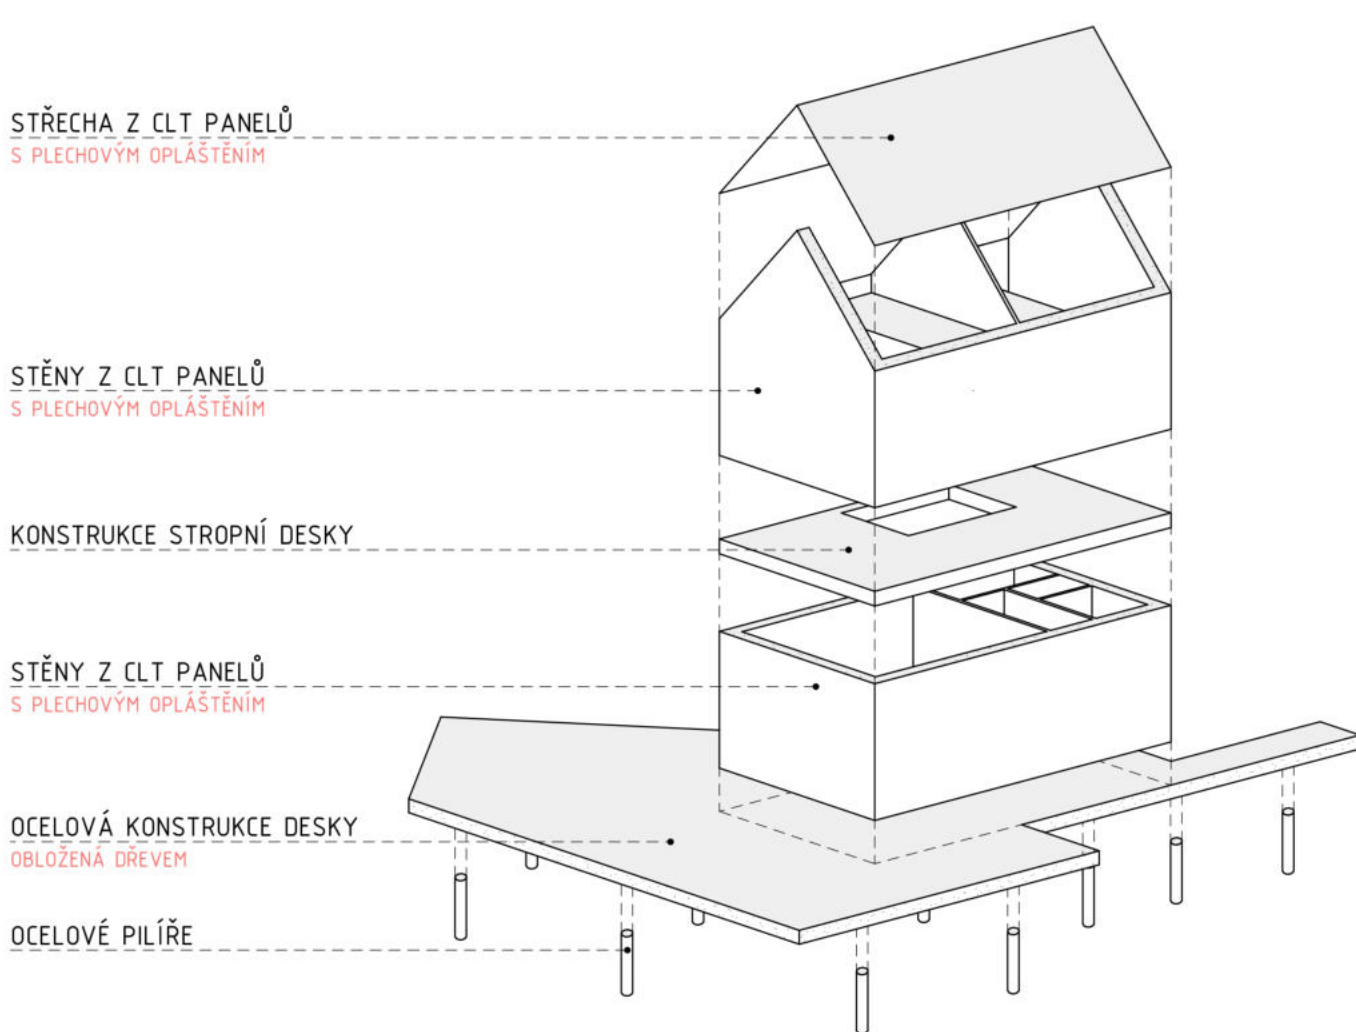 STŘECHA Z CLT PANELŮ
S PLECHOVÝM OPLÁŠTĚNÍM
STĚNY Z CLT PANELŮ
S PLECHOVÝM OPLÁŠTĚNÍM
KONSTRUKCE STROPNÍ DESKY
STĚNY Z CLT PANELŮ
S PLECHOVÝM OPLÁŠTĚNÍM
OCELOVÁ KONSTRUKCE DESKY
OBLOŽENÁ DŘEVEM
OCELOVÉ PILÍŘE